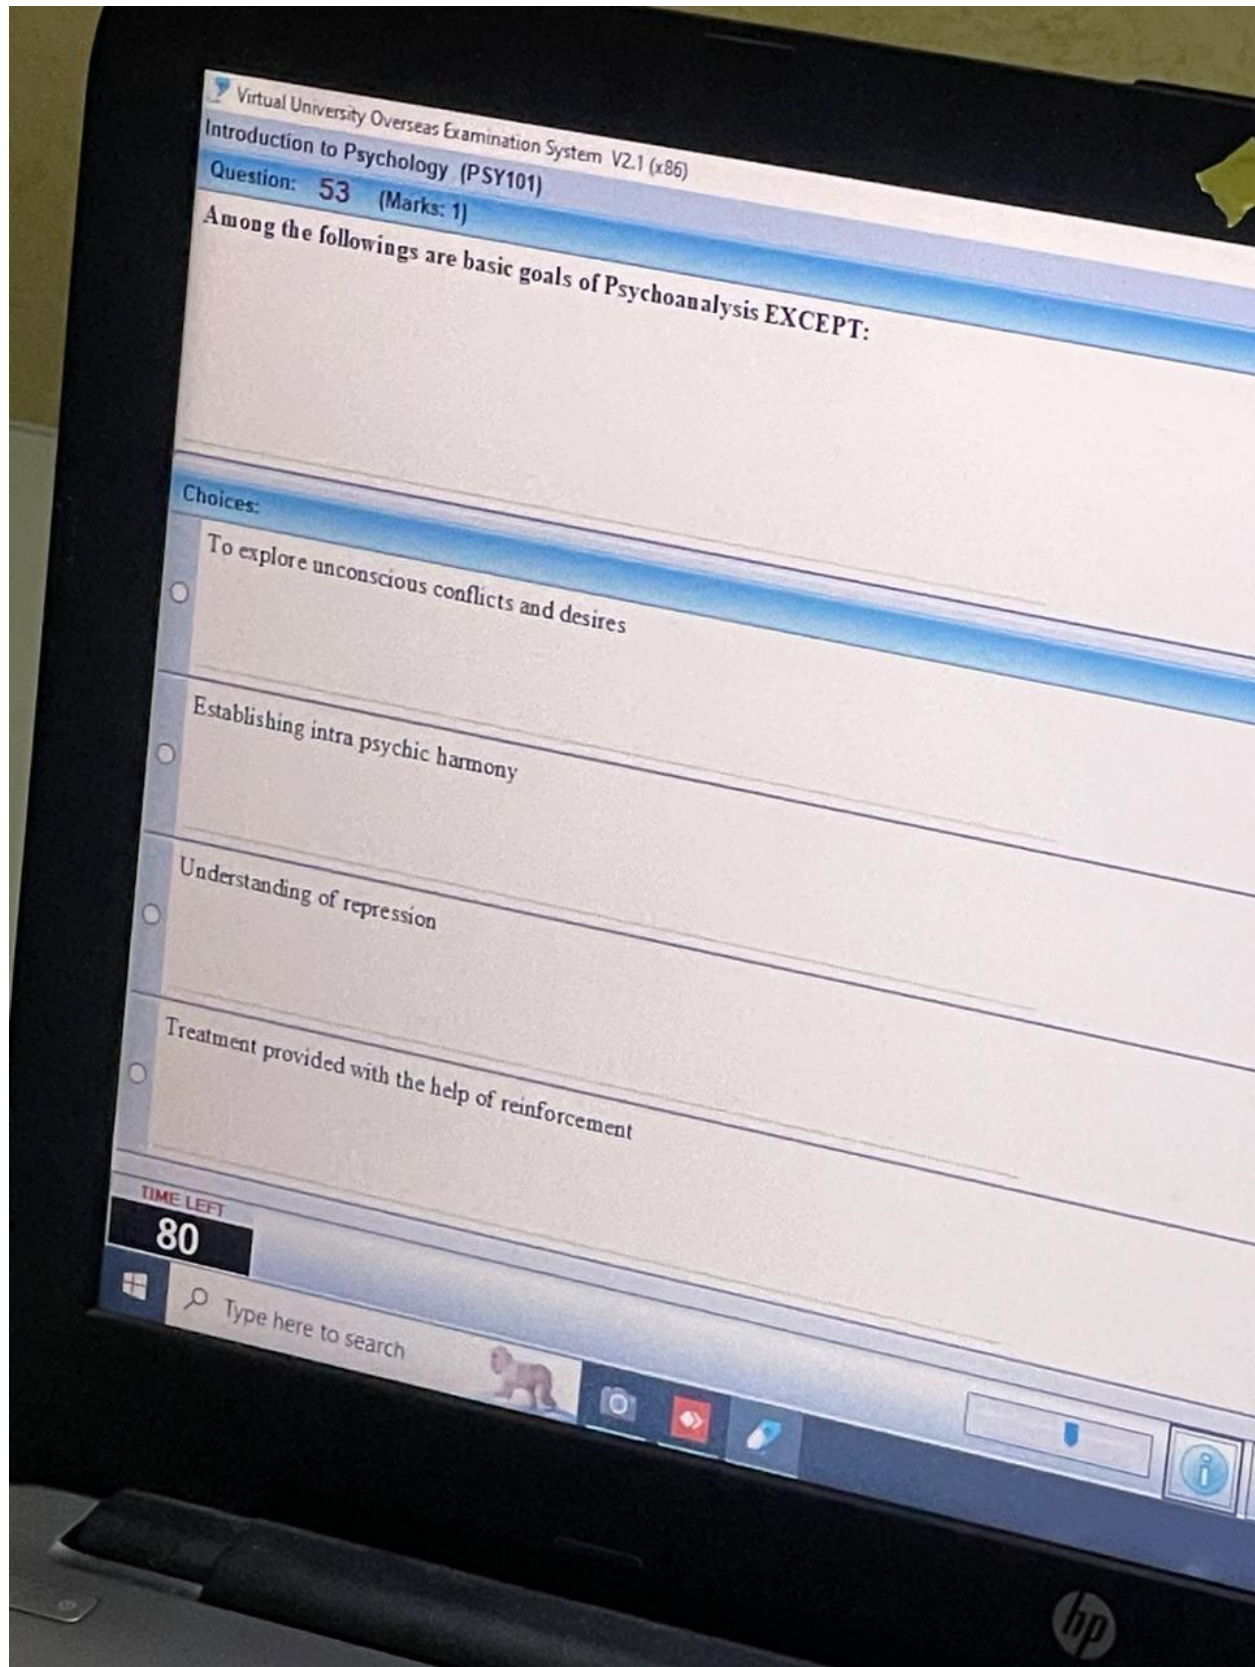 Virtual University Overseas Examination System V2.1 (x86)
Introduction to Psychology (PSY101)
Question: 53 (Marks: 1)
Among the followings are basic goals of Psychoanalysis EXCEPT:
Choices:
To explore unconscious conflicts and desires
Establishing intra psychic harmony
Understanding of repression
Treatment provided with the help of reinforcement
TIME LEFT
80
Type here to search
hp